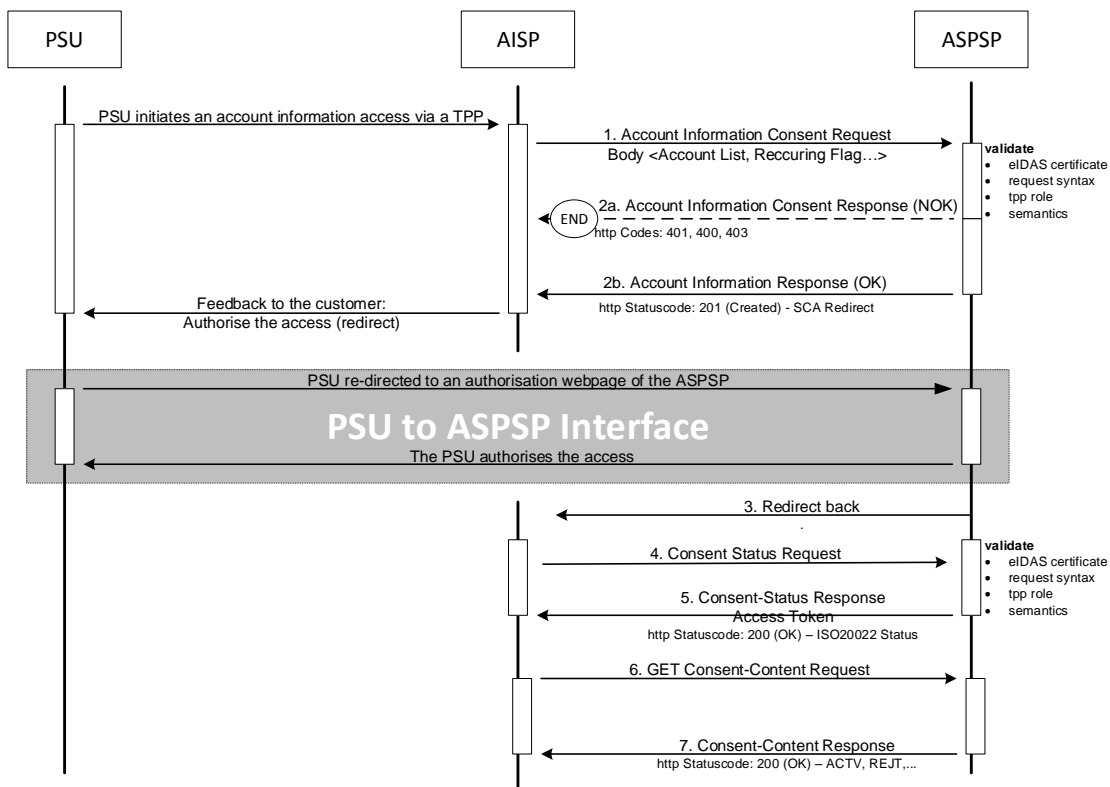 PSU
AISP
ASPSP
PSU initiates an account information access via a TPP
1. Account Information Consent Request
Body <Account List, Reccuring Flag...>
validate
• eIDAS certificate
• request syntax
• tpp role
• semantics
2a. Account Information Consent Response (NOK)
END
http Codes: 401, 400, 403
2b. Account Information Response (OK)
http Statuscode: 201 (Created) - SCA Redirect
Feedback to the customer:
Authorise the access (redirect)
PSU re-directed to an authorisation webpage of the ASPSP
PSU to ASPSP Interface
The PSU authorises the access
3. Redirect back
.
4. Consent Status Request
validate
• eIDAS certificate
• request syntax
• tpp role
• semantics
5. Consent-Status Response
Access Token
http Statuscode: 200 (OK) – ISO20022 Status
6. GET Consent-Content Request
7. Consent-Content Response
http Statuscode: 200 (OK) – ACTV, REJT,...